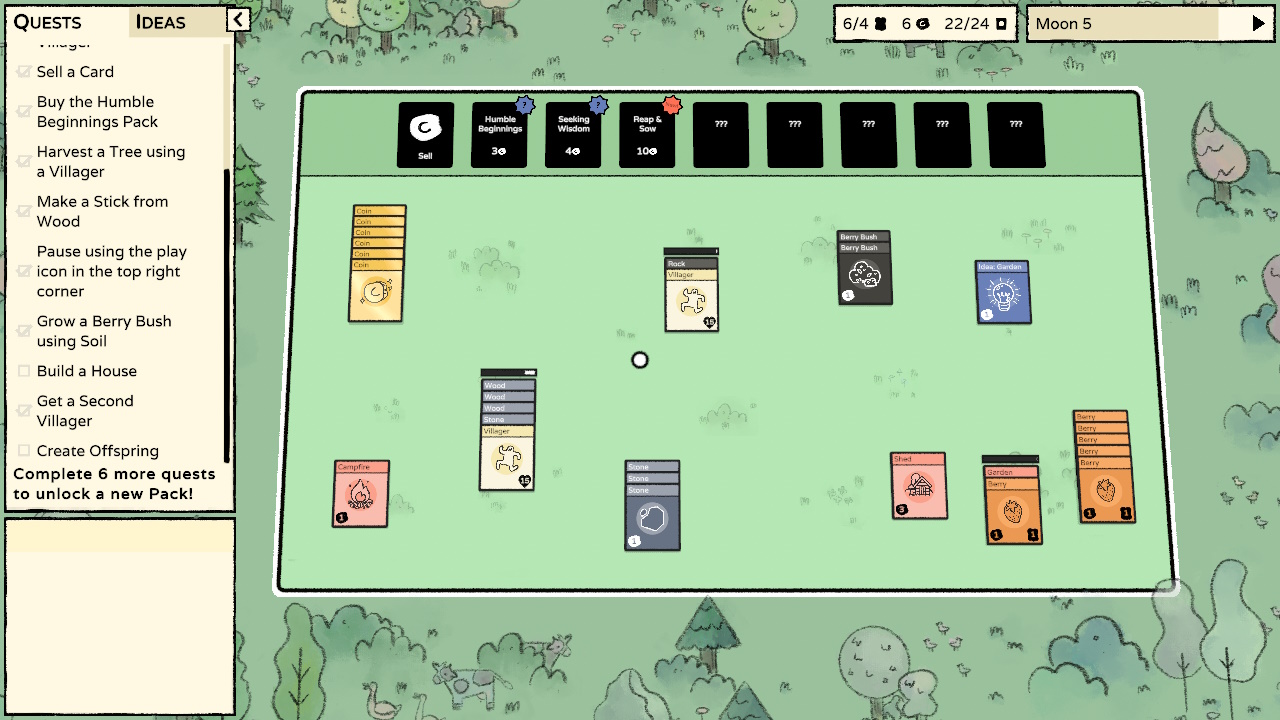 QUESTS
IDEAS
6/4
6
22/24
Moon 5
Villager
Sell a Card
Buy the Humble
Beginnings Pack
Harvest a Tree using
a Villager
Make a Stick from
Wood
Pause using the play
icon in the top right
corner
Grow a Berry Bush
using Soil
Build a House
Get a Second
Villager
Create Offspring
Complete 6 more quests
to unlock a new Pack!
Sell
Humble
Beginnings
3
?
Seeking
Wisdom
4
?
Reap &
Sow
10
???
???
???
???
???
Coin
Coin
Coin
Coin
Coin
Coin
Rock
Villager
15
Berry Bush
Berry Bush
1
Idea: Garden
1
Wood
Wood
Wood
Stone
Villager
15
Campfire
1
Stone
Stone
Stone
1
Shed
3
Garden
Berry
1
1
Berry
Berry
Berry
Berry
Berry
1
1